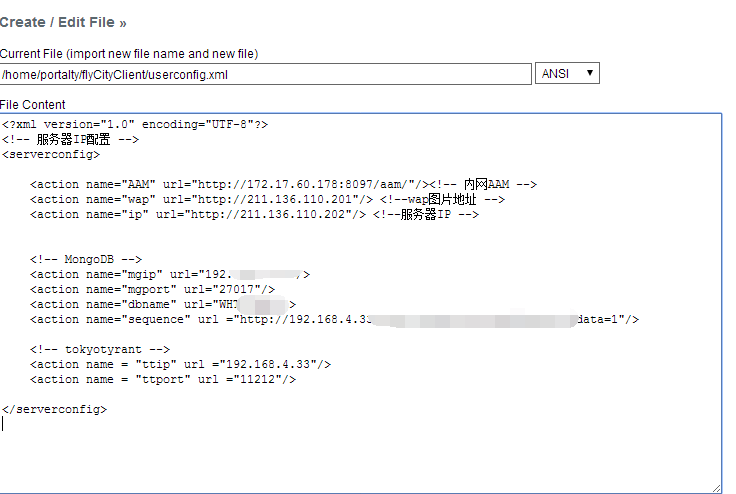 Create / Edit File »
Current File (import new file name and new file)
/home/portalty/flyCityClient/userconfig.xml
ANSI
File Content
<?xml version="1.0" encoding="UTF-8"?>
<!-- 服务器IP配置 -->
<serverconfig>
<action name="AAM" url="http://172.17.60.178:8097/aam/"/><!-- 内网AAM -->
<action name="wap" url="http://211.136.110.201"/> <!--wap图片地址 -->
<action name="ip" url="http://211.136.110.202"/> <!--服务器IP -->
<!-- MongoDB -->
<action name="mgip" url="192. />
<action name="mgport" url="27017"/>
<action name="dbname" url="WHT >
<action name="sequence" url ="http://192.168.4.33 data=1"/>
<!-- tokyotyrant -->
<action name = "ttip" url ="192.168.4.33"/>
<action name = "ttport" url ="11212"/>
</serverconfig>